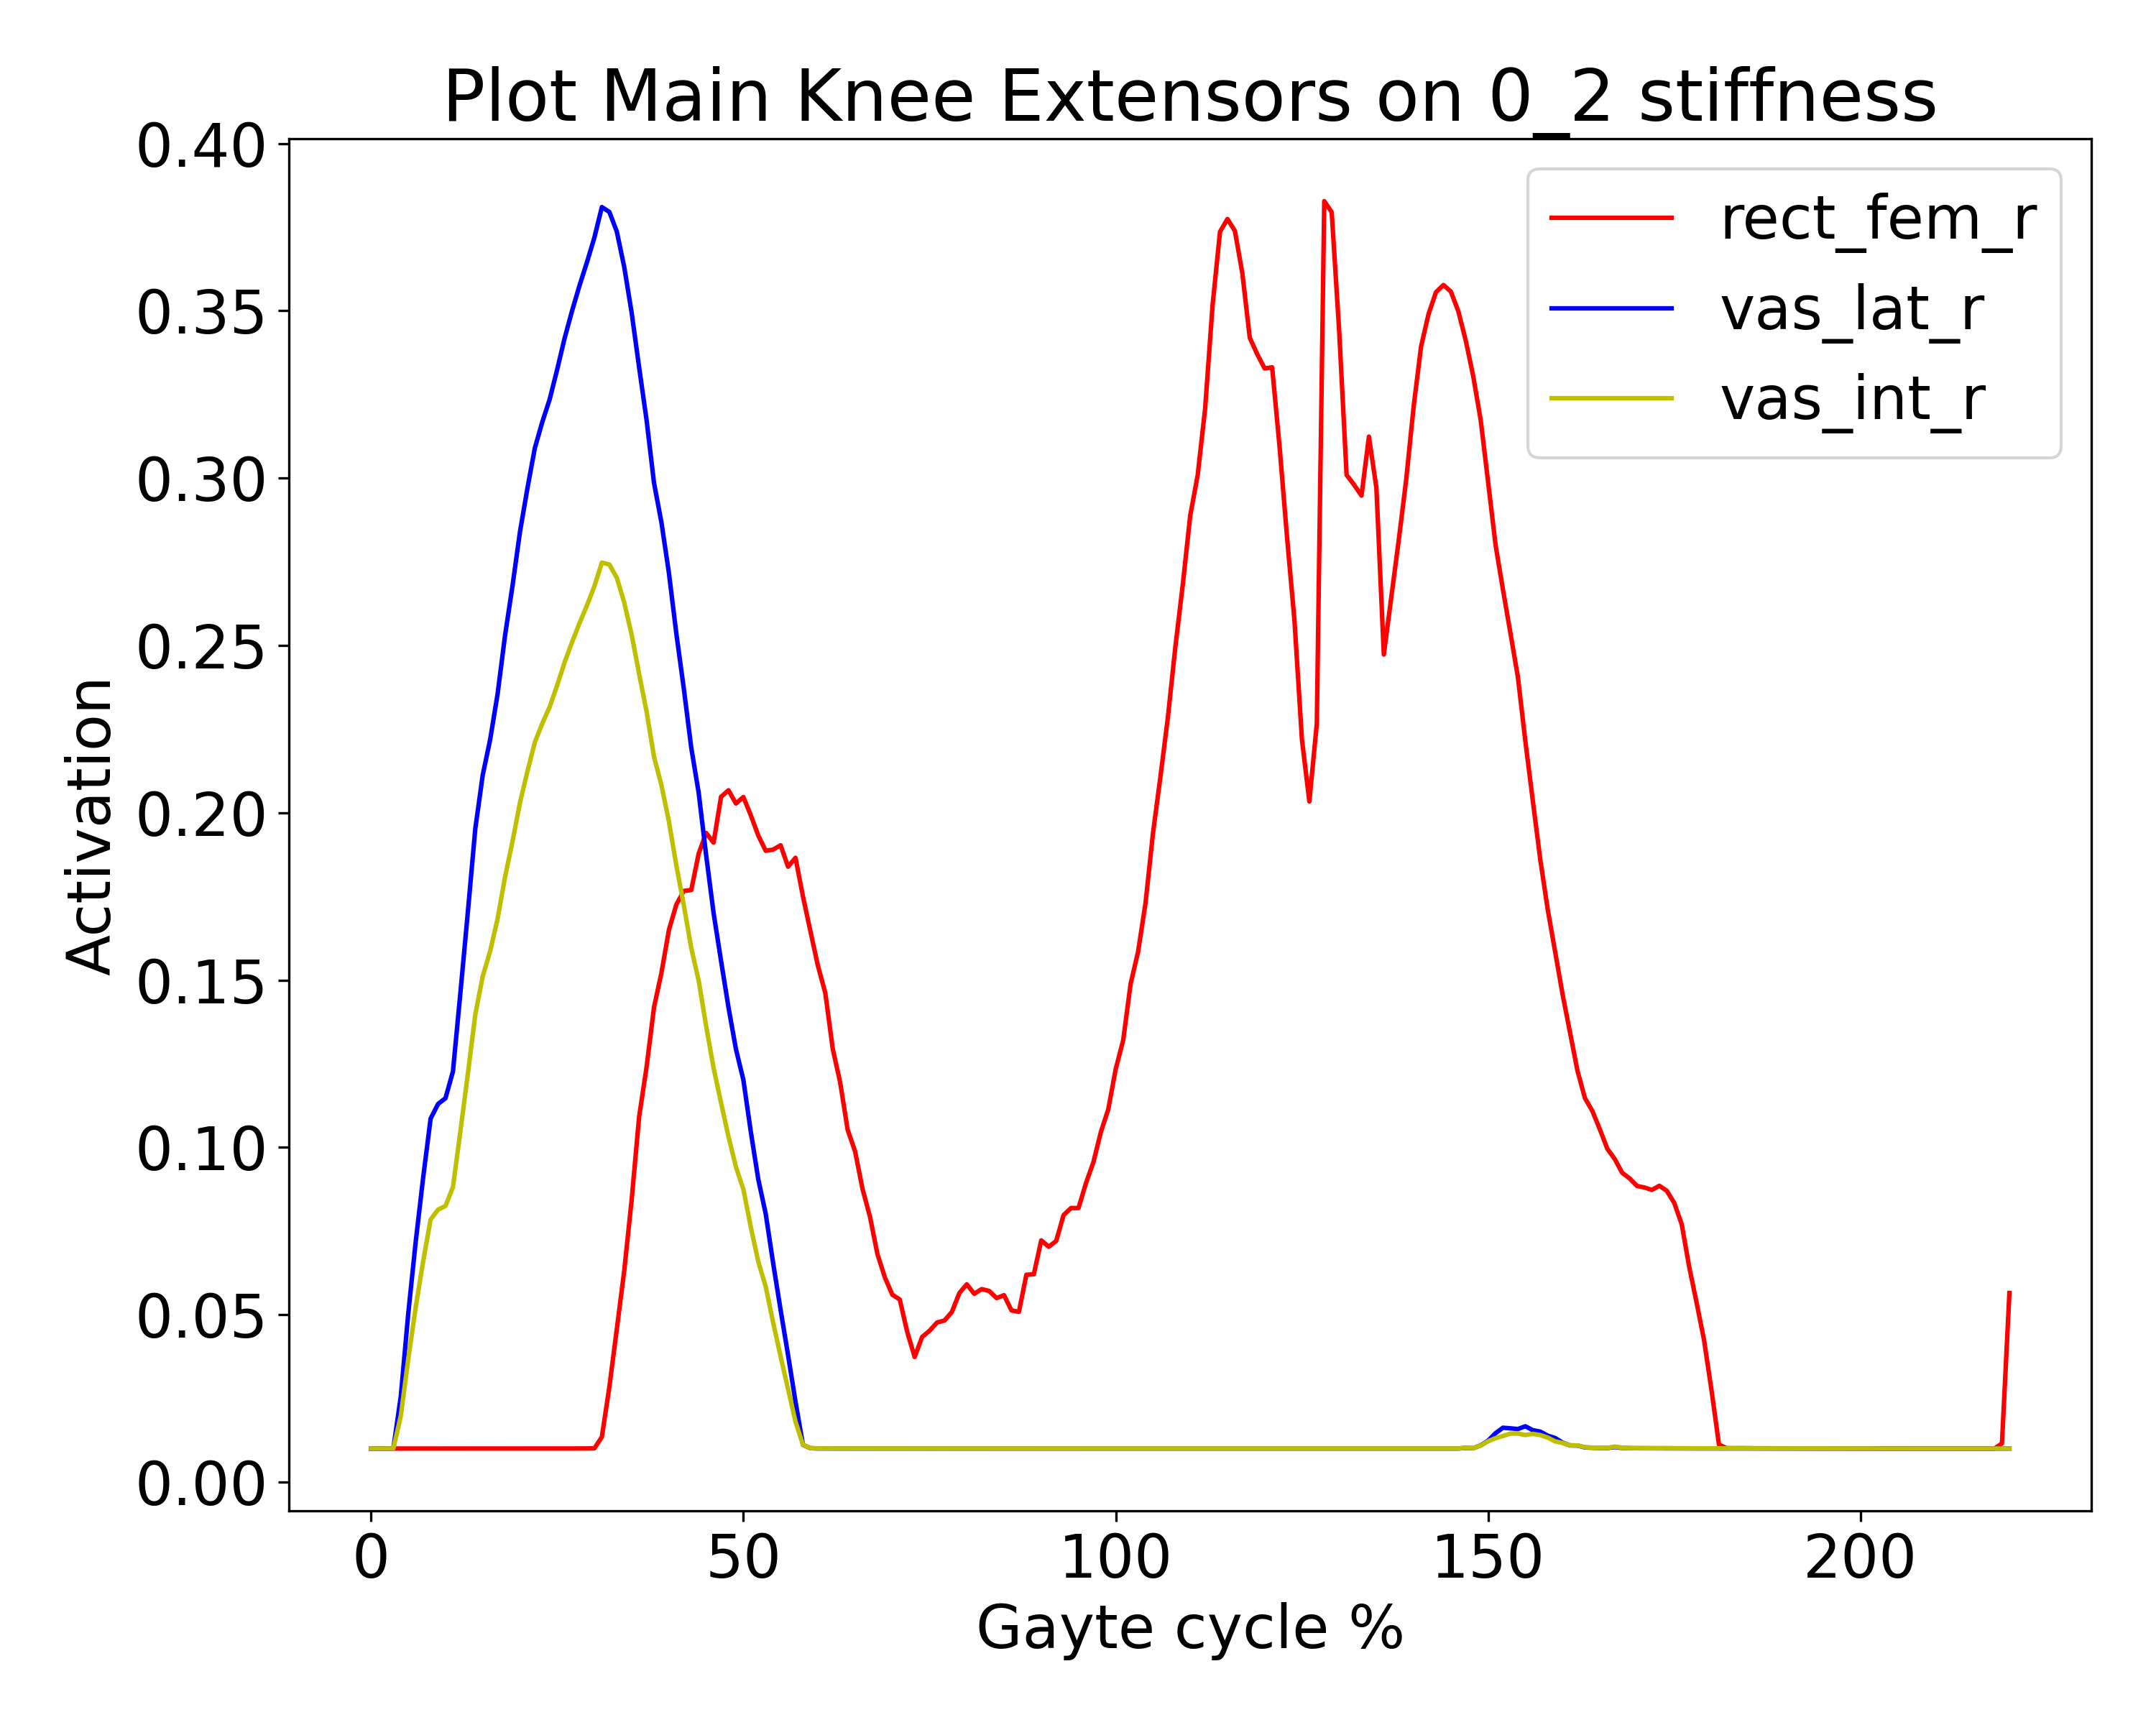 Plot Main Knee Extensors on 0_2 stiffness
0.40
0.35
0.30
0.25
0.20
0.15
0.10
0.05
0.00
Activation
rect_fem_r
vas_lat_r
vas_int_r
0 50 100 150 200
Gayte cycle %